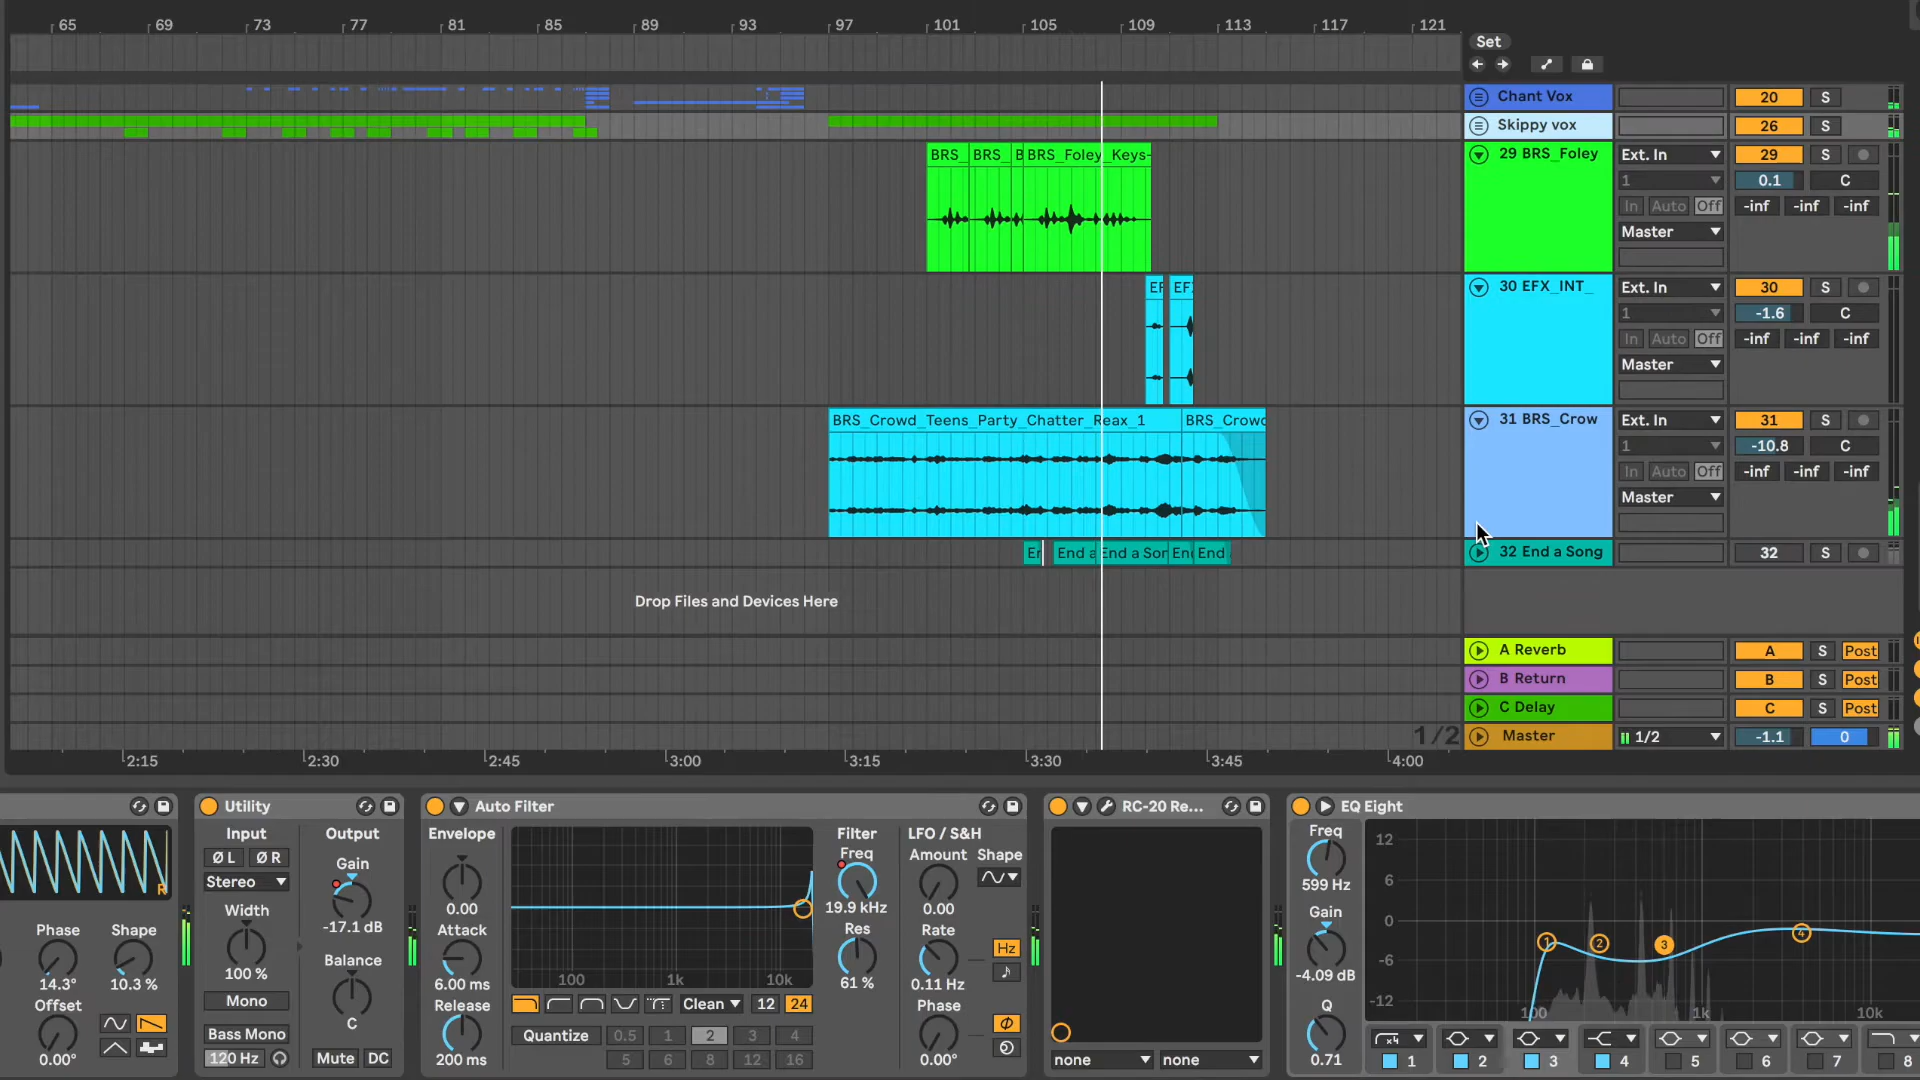 65 69 73 77 81 85 89 93 97 101 105 109 113 117 121
Set
Chant Vox 20 S
Skippy vox 26 S
BRS_ BRS_ B BRS_Foley_Keys- 29 BRS_Foley Ext. In 29 S
1 0.1 C
In Auto Off -inf -inf -inf
Master
EF EF 30 EFX_INT_ Ext. In 30 S
1 -1.6 C
In Auto Off -inf -inf -inf
Master
BRS_Crowd_Teens_Party_Chatter_Reax_1 BRS_Crowd 31 BRS_Crow Ext. In 31 S
1 -10.8 C
In Auto Off -inf -inf -inf
Master
Er End a End a Sor En End 32 End a Song 32 S
Drop Files and Devices Here
A Reverb A S Post
B Return B S Post
C Delay C S Post
1/2 Master 1/2 -1.1 0
2:15 2:30 2:45 3:00 3:15 3:30 3:45 4:00
R
Phase Shape
14.3° 10.3 %
Offset
0.00°
Utility
Input Output
Ø L Ø R Gain
Stereo
-17.1 dB
Width
100 %
Balance
Mono
C
Bass Mono
120 Hz Mute DC
Auto Filter
Envelope
0.00
Attack
6.00 ms
Release
200 ms
100 1k 10k
Clean 12 24
Quantize 0.5 1 2 3 4
5 6 8 12 16
Filter
Freq
19.9 kHz
Res
61 %
LFO / S&H
Amount Shape
0.00
Rate
Hz
0.11 Hz
Phase
0.00°
RC-20 Re...
none none
EQ Eight
Freq
599 Hz
Gain
-4.09 dB
Q
0.71
12
6
0
-6
-12
1 2 3 4
100 1k 10k
x4
1 2 3 4 5 6 7 8